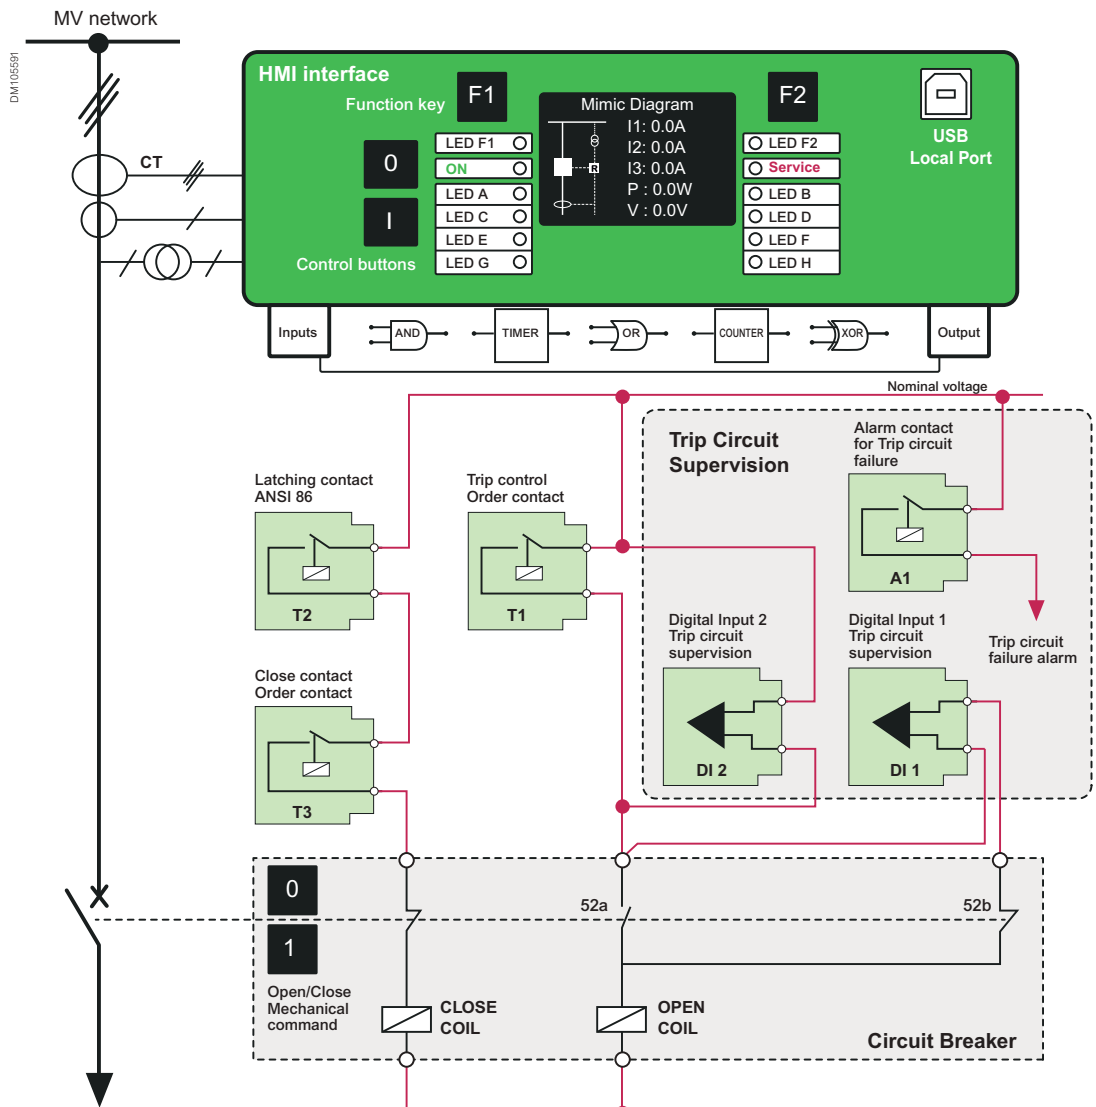 MV network
DM105591
HMI interface
Function key
F1
F2
Mimic Diagram
I1: 0.0A
I2: 0.0A
I3: 0.0A
P : 0.0W
V : 0.0V
R
USB
Local Port
CT
0
I
Control buttons
LED F1
ON
LED A
LED C
LED E
LED G
LED F2
Service
LED B
LED D
LED F
LED H
Inputs
AND
TIMER
OR
COUNTER
XOR
Output
Nominal voltage
Trip Circuit
Supervision
Alarm contact
for Trip circuit
failure
A1
Latching contact
ANSI 86
T2
Trip control
Order contact
T1
Digital Input 2
Trip circuit
supervision
DI 2
Digital Input 1
Trip circuit
supervision
DI 1
Trip circuit
failure alarm
Close contact
Order contact
T3
0
1
Open/Close
Mechanical
command
52a
52b
CLOSE
COIL
OPEN
COIL
Circuit Breaker